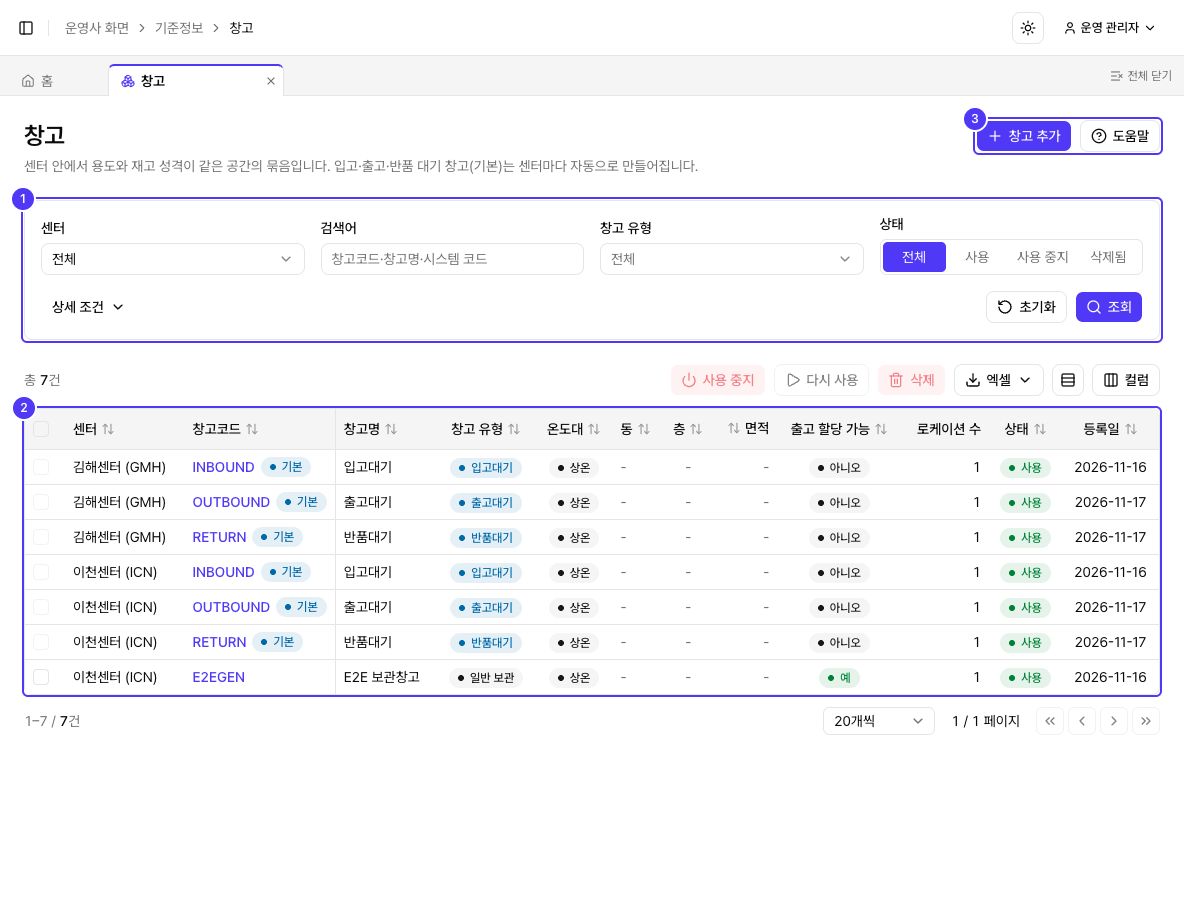 운영사 화면 > 기준정보 > 창고
운영 관리자
홈
창고
전체 닫기
창고
3
창고 추가
도움말
센터 안에서 용도와 재고 성격이 같은 공간의 묶음입니다. 입고·출고·반품 대기 창고(기본)는 센터마다 자동으로 만들어집니다.
1
센터 검색어 창고 유형 상태
전체 창고코드·창고명·시스템 코드 전체 전체 사용 사용 중지 삭제됨
상세 조건 초기화 조회
총 7건 사용 중지 다시 사용 삭제 엑셀 컬럼
2
센터 창고코드 창고명 창고 유형 온도대 동 층 면적 출고 할당 가능 로케이션 수 상태 등록일
김해센터 (GMH) INBOUND 기본 입고대기 입고대기 상온 - - - 아니오 1 사용 2026-11-16
김해센터 (GMH) OUTBOUND 기본 출고대기 출고대기 상온 - - - 아니오 1 사용 2026-11-17
김해센터 (GMH) RETURN 기본 반품대기 반품대기 상온 - - - 아니오 1 사용 2026-11-17
이천센터 (ICN) INBOUND 기본 입고대기 입고대기 상온 - - - 아니오 1 사용 2026-11-16
이천센터 (ICN) OUTBOUND 기본 출고대기 출고대기 상온 - - - 아니오 1 사용 2026-11-17
이천센터 (ICN) RETURN 기본 반품대기 반품대기 상온 - - - 아니오 1 사용 2026-11-17
이천센터 (ICN) E2EGEN E2E 보관창고 일반 보관 상온 - - - 예 1 사용 2026-11-16
1–7 / 7건 20개씩 1 / 1 페이지